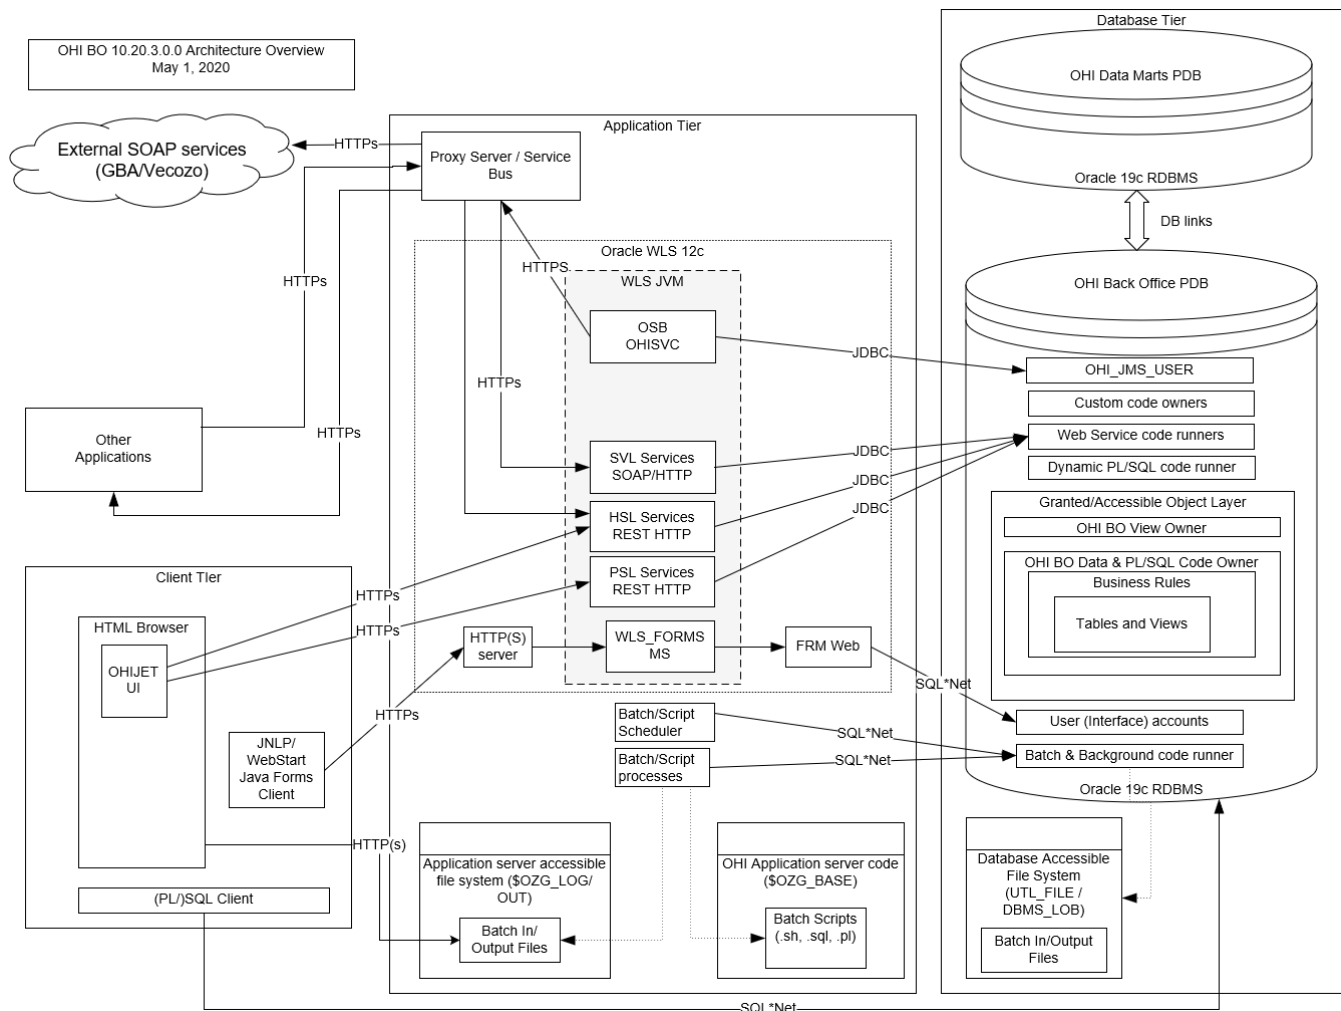 OHI BO 10.20.3.0.0 Architecture Overview
May 1, 2020
External SOAP services
(GBA/Vecozo)
HTTPs
Application Tier
Proxy Server / Service
Bus
HTTPs
HTTPs
HTTPs
HTTPS
Oracle WLS 12c
WLS JVM
OSB
OHISVC
JDBC
SVL Services
SOAP/HTTP
JDBC
HSL Services
REST HTTP
JDBC
PSL Services
REST HTTP
JDBC
HTTP(S)
server
WLS_FORMS
MS
FRM Web
SQL*Net
Batch/Script
Scheduler
SQL*Net
Batch/Script
processes
SQL*Net
Application server accessible
file system ($OZG_LOG/
OUT)
Batch In/
Output Files
OHI Application server code
($OZG_BASE)
Batch Scripts
(.sh, .sql, .pl)
Other
Applications
Client TIer
HTML Browser
OHIJET
UI
HTTPs
HTTPs
JNLP/
WebStart
Java Forms
Client
HTTPs
HTTP(s)
(PL/)SQL Client
SQL*Net
Database Tier
OHI Data Marts PDB
Oracle 19c RDBMS
DB links
OHI Back Office PDB
OHI_JMS_USER
Custom code owners
Web Service code runners
Dynamic PL/SQL code runner
Granted/Accessible Object Layer
OHI BO View Owner
OHI BO Data & PL/SQL Code Owner
Business Rules
Tables and Views
User (Interface) accounts
Batch & Background code runner
Oracle 19c RDBMS
Database Accessible
File System
(UTL_FILE /
DBMS_LOB)
Batch In/Output
Files